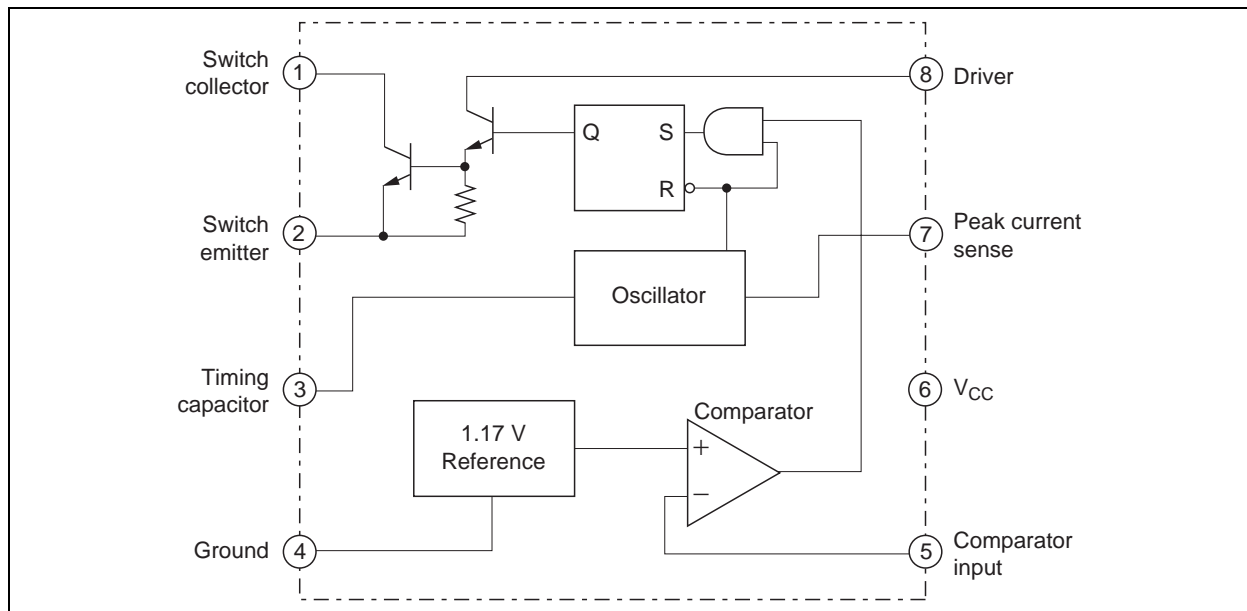 Switch
collector
1
8
Driver
Q
S
R
Switch
emitter
2
7
Peak current
sense
Oscillator
Timing
capacitor
3
6
VCC
Comparator
1.17 V
Reference
+
−
Ground
4
5
Comparator
input